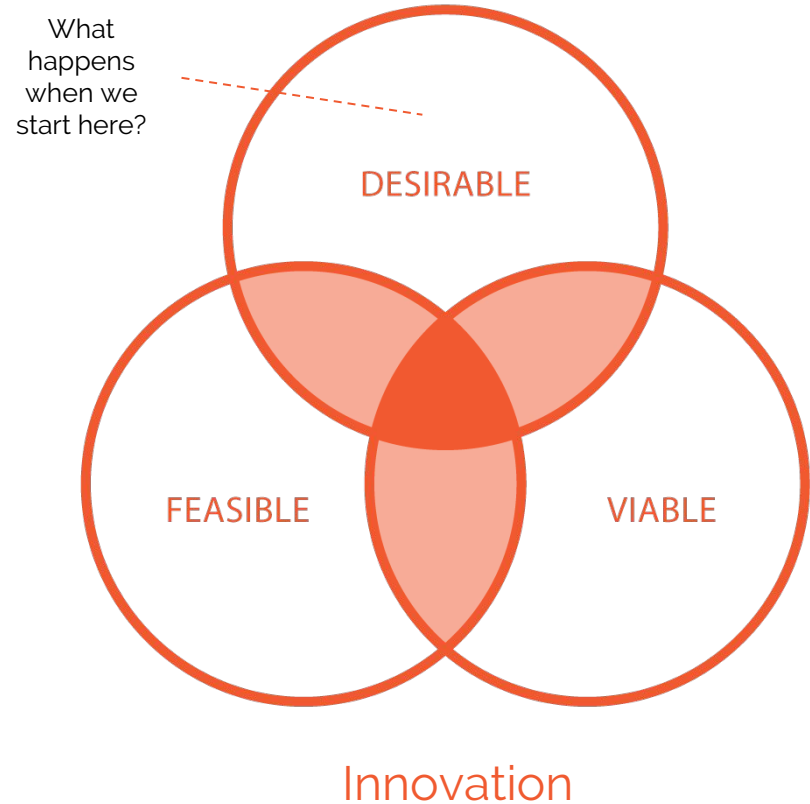 What
happens
when we
start here?
DESIRABLE
FEASIBLE
VIABLE
Innovation